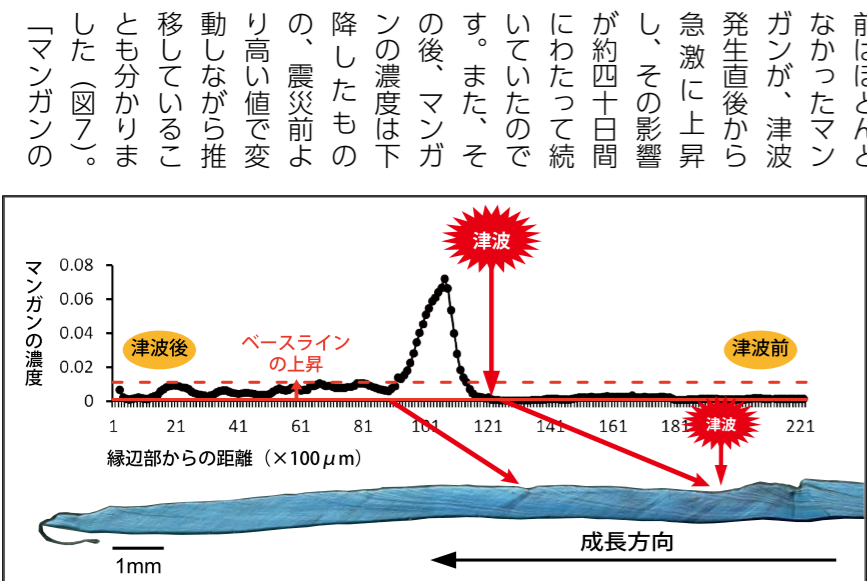 前はほとんど
なかったマン
ガンが、津波
発生直後から
急激に上昇
し、その影響
が約四十日間
にわたって続
いていたので
す。また、そ
の後、マンガ
ンの濃度は下
降したもの
の、震災前よ
り高い値で変
動しながら推
移しているこ
とも分かりま
した（図7）。
「マンガンの
津波
マンガンの濃度
0.08
0.06
0.04
0.02
0
津波後
ベースライン
の上昇
津波前
1 21 41 61 81 101 121 141 161 181 221
津波
縁辺部からの距離（×100μm）
成長方向
1mm